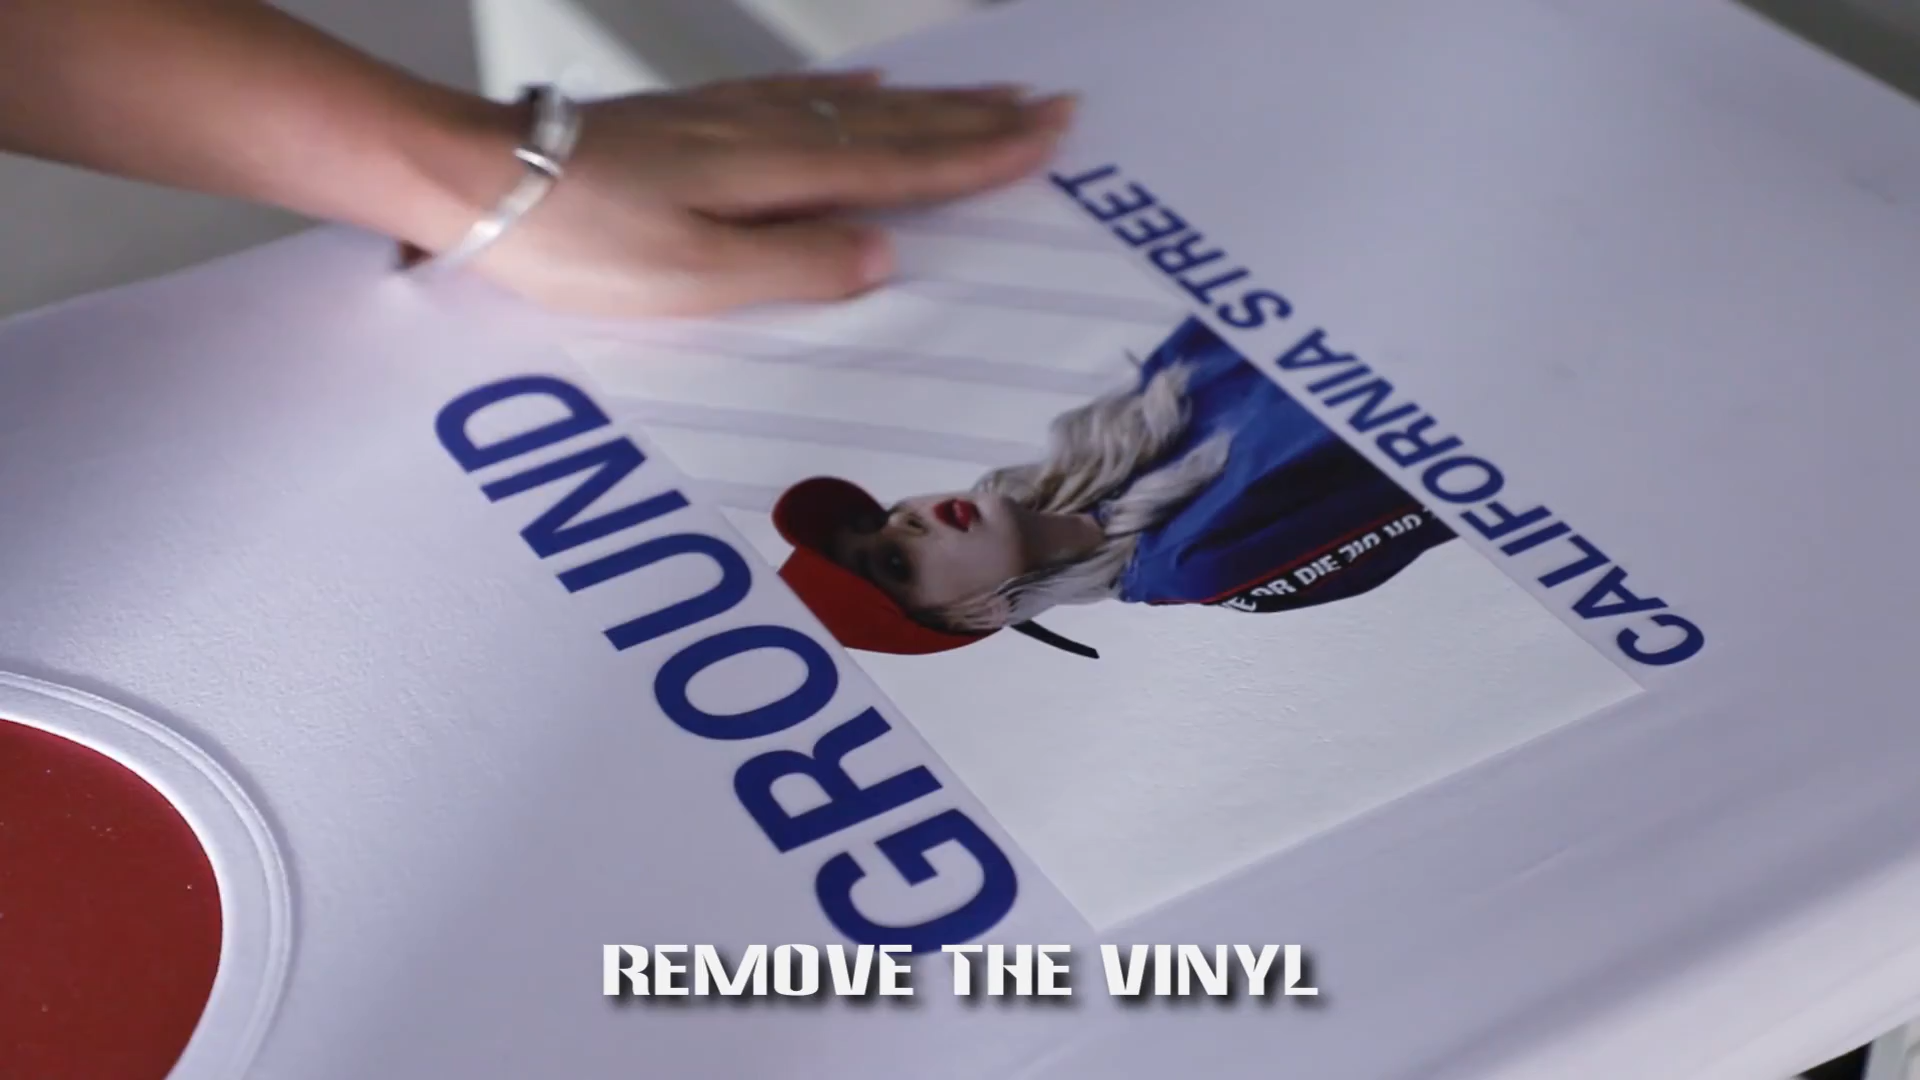 GROUND
CALIFORNIA STREET
OR DIE
REMOVE THE VINYL